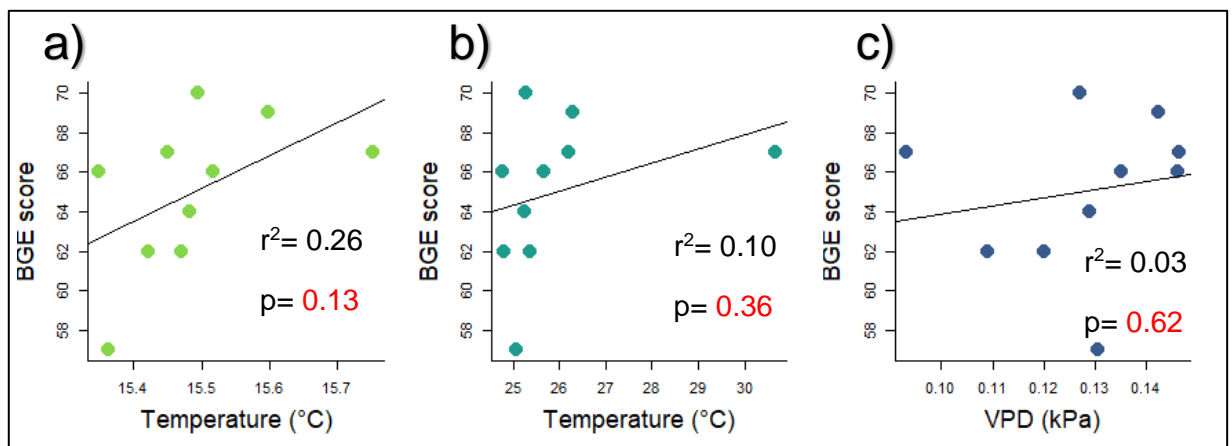 a)
BGE score
70
68
66
64
62
60
58
r²= 0.26
p= 0.13
15.4 15.5 15.6 15.7
Temperature (°C)
b)
BGE score
70
68
66
64
62
60
58
r²= 0.10
p= 0.36
25 26 27 28 29 30
Temperature (°C)
c)
BGE score
70
68
66
64
62
60
58
r²= 0.03
p= 0.62
0.10 0.11 0.12 0.13 0.14
VPD (kPa)